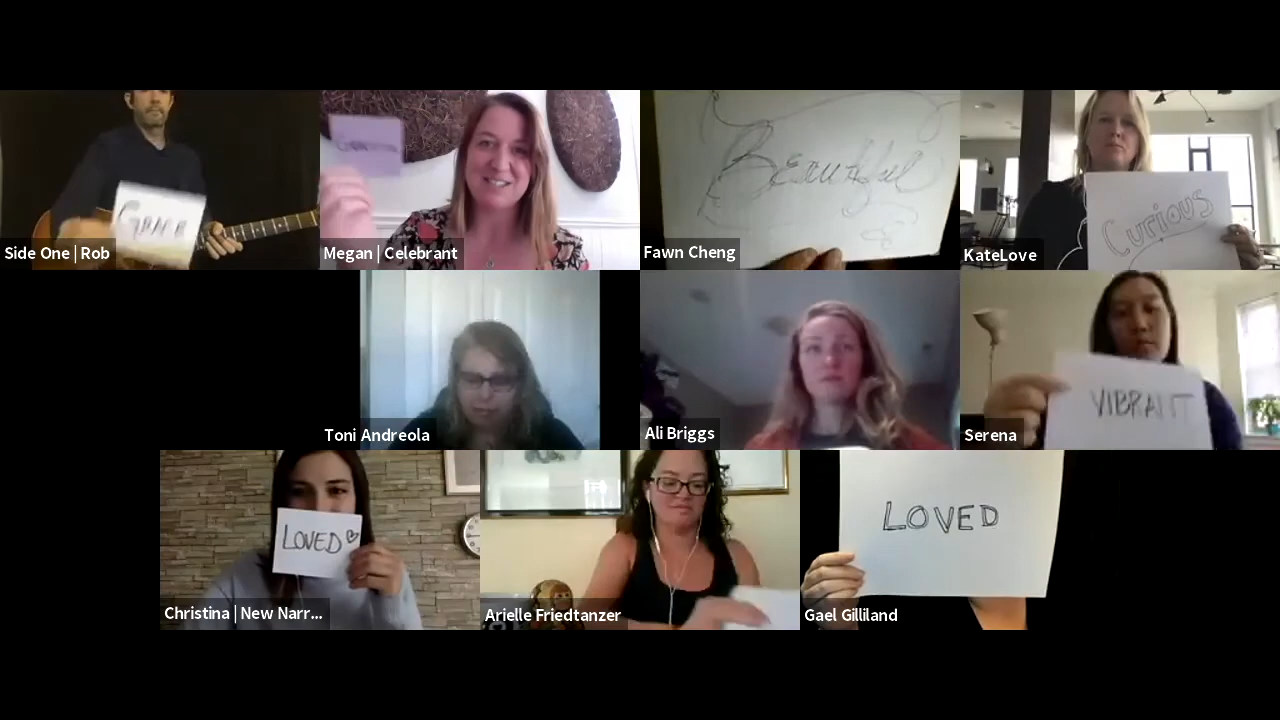 GRACE
Side One | Rob
Megan | Celebrant
Beautiful
Fawn Cheng
Curious
KateLove
Toni Andreola
Ali Briggs
VIBRANT
Serena
LOVED
Christina | New Narr...
Arielle Friedtanzer
LOVED
Gael Gilliland